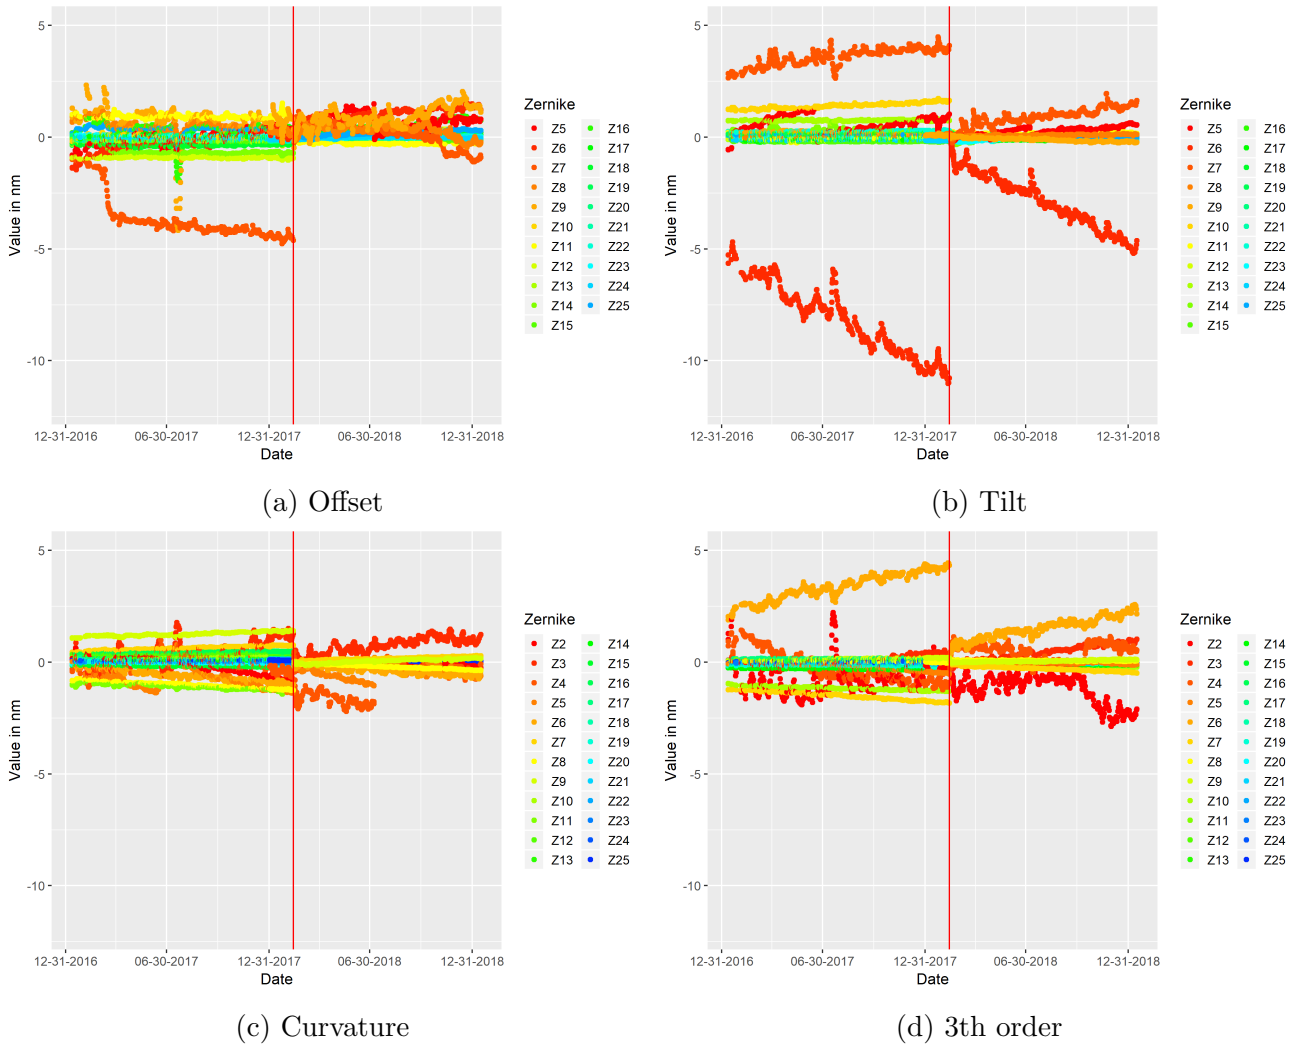 5
0
-5
-10
Value in nm
12-31-2016
06-30-2017
12-31-2017
06-30-2018
12-31-2018
Date
Zernike
Z5
Z6
Z7
Z8
Z9
Z10
Z11
Z12
Z13
Z14
Z15
Z16
Z17
Z18
Z19
Z20
Z21
Z22
Z23
Z24
Z25
(a) Offset
5
0
-5
-10
Value in nm
12-31-2016
06-30-2017
12-31-2017
06-30-2018
12-31-2018
Date
Zernike
Z5
Z6
Z7
Z8
Z9
Z10
Z11
Z12
Z13
Z14
Z15
Z16
Z17
Z18
Z19
Z20
Z21
Z22
Z23
Z24
Z25
(b) Tilt
5
0
-5
-10
Value in nm
12-31-2016
06-30-2017
12-31-2017
06-30-2018
12-31-2018
Date
Zernike
Z2
Z3
Z4
Z5
Z6
Z7
Z8
Z9
Z10
Z11
Z12
Z13
Z14
Z15
Z16
Z17
Z18
Z19
Z20
Z21
Z22
Z23
Z24
Z25
(c) Curvature
5
0
-5
-10
Value in nm
12-31-2016
06-30-2017
12-31-2017
06-30-2018
12-31-2018
Date
Zernike
Z2
Z3
Z4
Z5
Z6
Z7
Z8
Z9
Z10
Z11
Z12
Z13
Z14
Z15
Z16
Z17
Z18
Z19
Z20
Z21
Z22
Z23
Z24
Z25
(d) 3th order